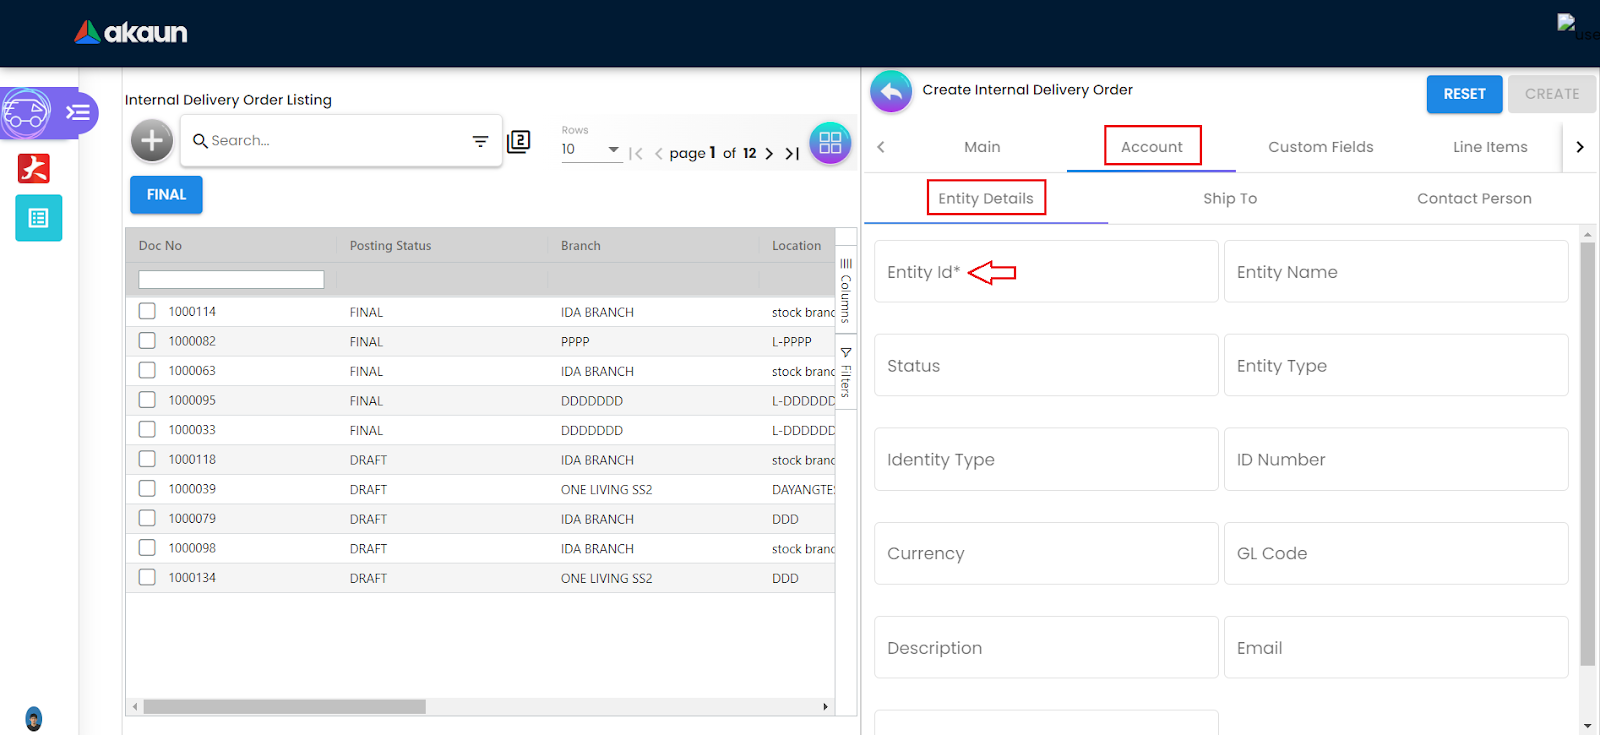 akaun
use
Internal Delivery Order Listing
Search...
2
Rows
10
page 1 of 12
FINAL
Doc No Posting Status Branch Location
1000114 FINAL IDA BRANCH stock branc
1000082 FINAL PPPP L-PPPP
1000063 FINAL IDA BRANCH stock branc
1000095 FINAL DDDDDDD L-DDDDDD
1000033 FINAL DDDDDDD L-DDDDDD
1000118 DRAFT IDA BRANCH stock branc
1000039 DRAFT ONE LIVING SS2 DAYANGTES
1000079 DRAFT IDA BRANCH DDD
1000098 DRAFT IDA BRANCH stock branc
1000134 DRAFT ONE LIVING SS2 DDD
Columns
Filters
Create Internal Delivery Order
RESET CREATE
Main Account Custom Fields Line Items
Entity Details Ship To Contact Person
Entity Id* Entity Name
Status Entity Type
Identity Type ID Number
Currency GL Code
Description Email